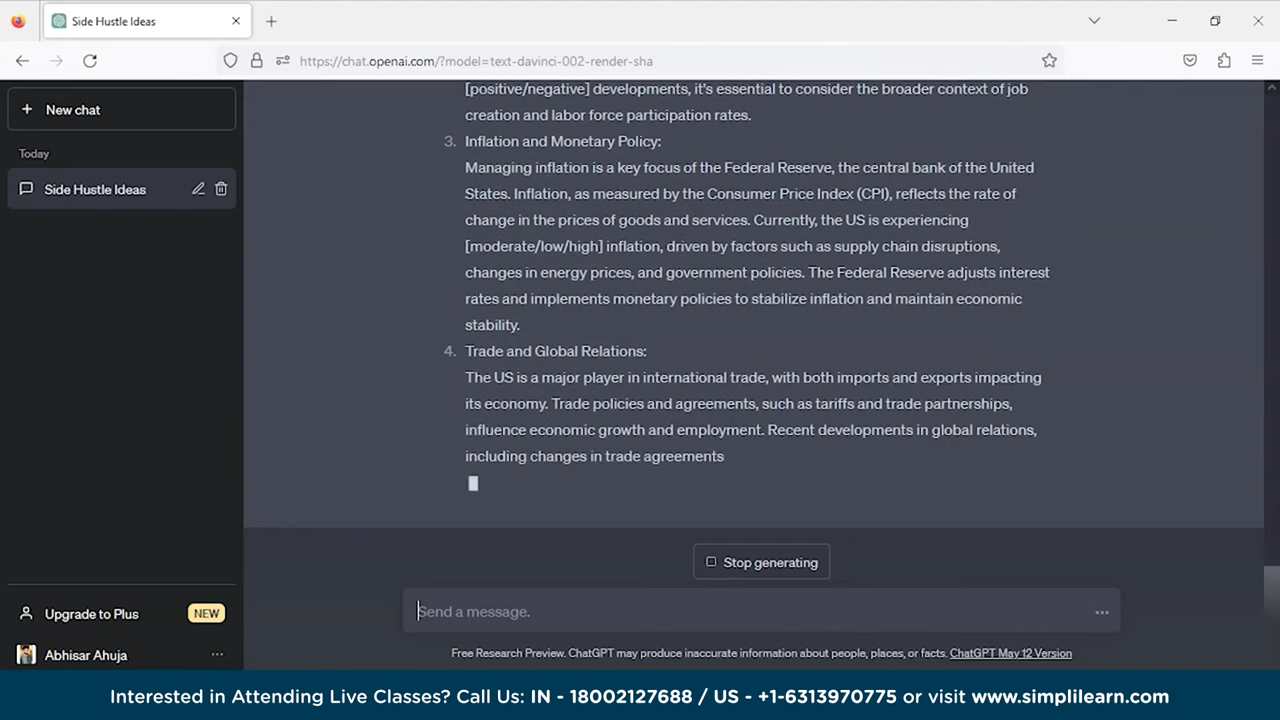 Side Hustle Ideas
https://chat.openai.com/?model=text-davinci-002-render-sha
New chat
Today
Side Hustle Ideas
[positive/negative] developments, it's essential to consider the broader context of job
creation and labor force participation rates.
3. Inflation and Monetary Policy:
Managing inflation is a key focus of the Federal Reserve, the central bank of the United
States. Inflation, as measured by the Consumer Price Index (CPI), reflects the rate of
change in the prices of goods and services. Currently, the US is experiencing
[moderate/low/high] inflation, driven by factors such as supply chain disruptions,
changes in energy prices, and government policies. The Federal Reserve adjusts interest
rates and implements monetary policies to stabilize inflation and maintain economic
stability.
4. Trade and Global Relations:
The US is a major player in international trade, with both imports and exports impacting
its economy. Trade policies and agreements, such as tariffs and trade partnerships,
influence economic growth and employment. Recent developments in global relations,
including changes in trade agreements
Stop generating
Send a message.
Upgrade to Plus NEW
Abhisar Ahuja
Free Research Preview. ChatGPT may produce inaccurate information about people, places, or facts. ChatGPT May 12 Version
Interested in Attending Live Classes? Call Us: IN - 18002127688 / US - +1-6313970775 or visit www.simplilearn.com